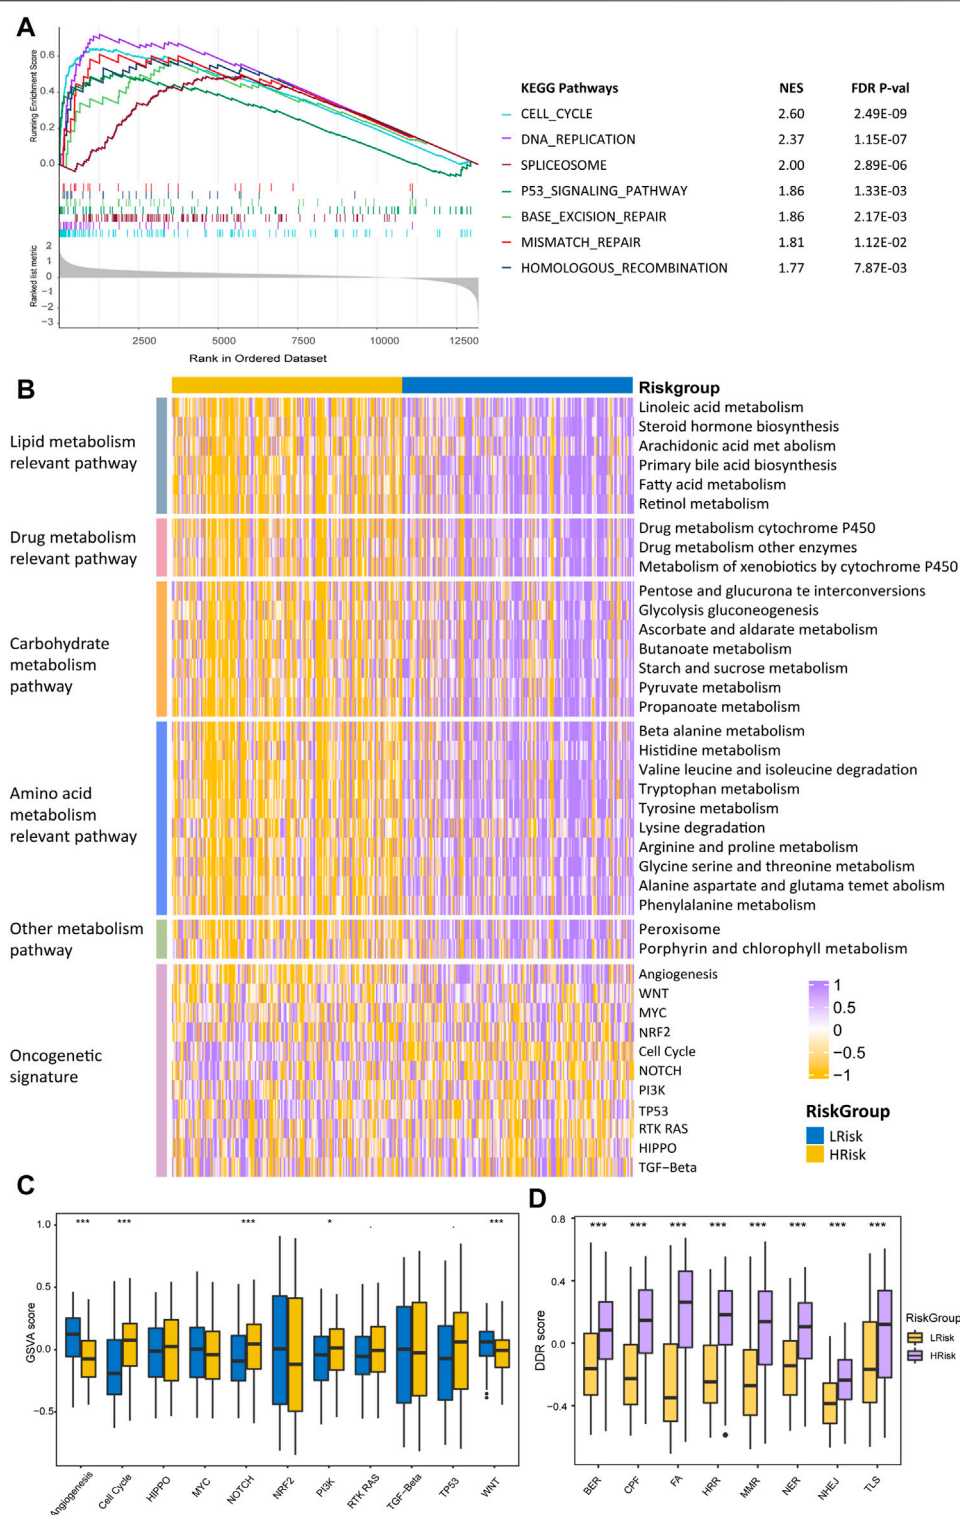 A
Running Enrichment Score
0.6
0.4
0.2
0.0
Ranked list metric
2
1
0
−1
−2
−3
2500
5000
7500
10000
12500
Rank in Ordered Dataset
KEGG Pathways NES FDR P-val
CELL_CYCLE 2.60 2.49E-09
DNA_REPLICATION 2.37 1.15E-07
SPLICEOSOME 2.00 2.89E-06
P53_SIGNALING_PATHWAY 1.86 1.33E-03
BASE_EXCISION_REPAIR 1.86 2.17E-03
MISMATCH_REPAIR 1.81 1.12E-02
HOMOLOGOUS_RECOMBINATION 1.77 7.87E-03
B
Riskgroup
Lipid metabolism
relevant pathway
Linoleic acid metabolism
Steroid hormone biosynthesis
Arachidonic acid met abolism
Primary bile acid biosynthesis
Fatty acid metabolism
Retinol metabolism
Drug metabolism
relevant pathway
Drug metabolism cytochrome P450
Drug metabolism other enzymes
Metabolism of xenobiotics by cytochrome P450
Carbohydrate
metabolism
pathway
Pentose and glucurona te interconversions
Glycolysis gluconeogenesis
Ascorbate and aldarate metabolism
Butanoate metabolism
Starch and sucrose metabolism
Pyruvate metabolism
Propanoate metabolism
Amino acid
metabolism
relevant pathway
Beta alanine metabolism
Histidine metabolism
Valine leucine and isoleucine degradation
Tryptophan metabolism
Tyrosine metabolism
Lysine degradation
Arginine and proline metabolism
Glycine serine and threonine metabolism
Alanine aspartate and glutama temet abolism
Phenylalanine metabolism
Other metabolism
pathway
Peroxisome
Porphyrin and chlorophyll metabolism
Oncogenetic
signature
Angiogenesis
WNT
MYC
NRF2
Cell Cycle
NOTCH
PI3K
TP53
RTK RAS
HIPPO
TGF−Beta
1
0.5
0
−0.5
−1
RiskGroup
LRisk
HRisk
C
GSVA score
1.0
0.5
0.0
−0.5
*** *** *** * . . ***
Angiogenesis
Cell Cycle
HIPPO
MYC
NOTCH
NRF2
PI3K
RTK RAS
TGF−Beta
TP53
WNT
D
DDR score
0.8
0.4
0.0
−0.4
*** *** *** *** *** *** *** ***
BER
CPF
FA
HRR
MMR
NER
NHEJ
TLS
RiskGroup
LRisk
HRisk